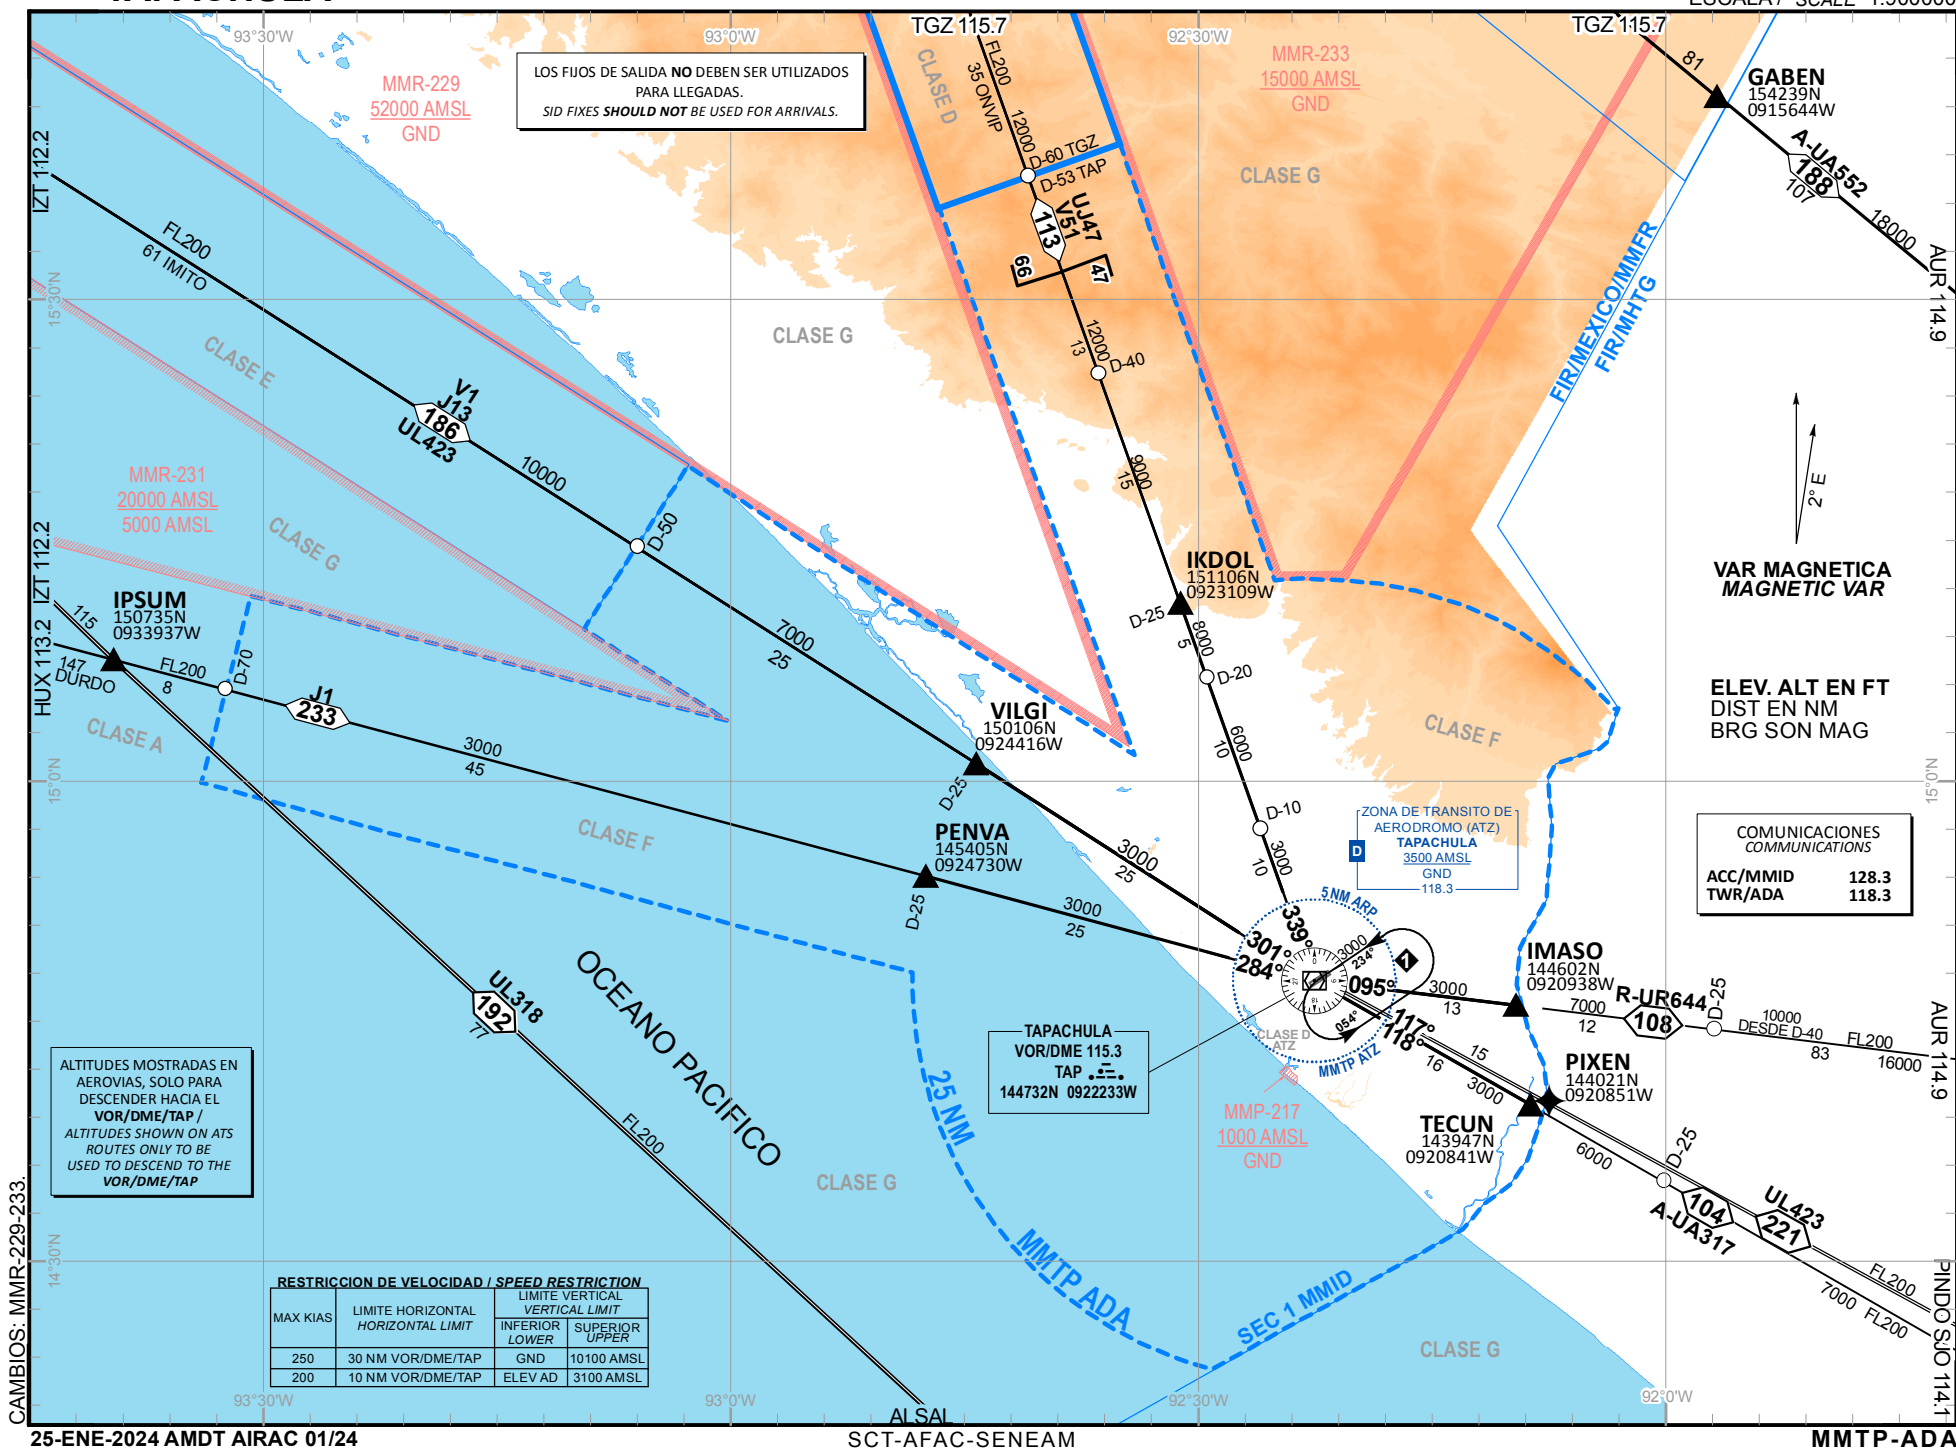 ESCALA / SCALE
TGZ 115.7
TGZ 115.7
93°30'W
93°0'W
92°30'W
LOS FIJOS DE SALIDA NO DEBEN SER UTILIZADOS
PARA LLEGADAS.
SID FIXES SHOULD NOT BE USED FOR ARRIVALS.
MMR-229
52000 AMSL
GND
MMR-233
15000 AMSL
GND
CLASE D
FL200
35 ONVIP
12000
D-60 TGZ
D-53 TAP
UJ47
V51
113
66
47
12000
13
D-40
9000
15
CLASE G
81
GABEN
154239N
0915644W
A-UA552
188
107
18000
AUR 114.9
FIR/MEXICO/MMFR
FIR/MHTG
IZT 112.2
FL200
61 IMITO
15°30'N
CLASE E
CLASE G
V1
J13
186
UL423
10000
D-50
MMR-231
20000 AMSL
5000 AMSL
CLASE G
2° E
VAR MAGNETICA
MAGNETIC VAR
IZT 112.2
HUX 113.2
IPSUM
150735N
0933937W
115
147
DURDO
FL200
8
D-70
J1
233
3000
45
CLASE A
7000
25
IKDOL
151106N
0923109W
D-25
8000
5
D-20
6000
10
D-10
3000
10
VILGI
150106N
0924416W
D-25
CLASE F
ELEV. ALT EN FT
DIST EN NM
BRG SON MAG
15°0'N
15°0'N
CLASE F
PENVA
145405N
0924730W
D-25
3000
25
3000
25
ZONA DE TRANSITO DE
AERODROMO (ATZ)
TAPACHULA
D
3500 AMSL
GND
118.3
COMUNICACIONES
COMMUNICATIONS
ACC/MMID 128.3
TWR/ADA 118.3
5 NM ARP
339°
301°
284°
3000
234°
1
095°
054°
117°
118°
CLASE D
ATZ
MMTP ATZ
3000
13
IMASO
144602N
0920938W
7000
12
R-UR644
108
D-25
10000
DESDE D-40
83
FL200
16000
AUR 114.9
OCEANO PACIFICO
UL318
192
77
FL200
TAPACHULA
VOR/DME 115.3
TAP
144732N 0922233W
15
16
3000
PIXEN
144021N
0920851W
TECUN
143947N
0920841W
MMP-217
1000 AMSL
GND
6000
D-25
104
A-UA317
UL423
221
FL200
7000
FL200
PINDO SJO 114.1
ALTITUDES MOSTRADAS EN
AEROVIAS, SOLO PARA
DESCENDER HACIA EL
VOR/DME/TAP /
ALTITUDES SHOWN ON ATS
ROUTES ONLY TO BE
USED TO DESCEND TO THE
VOR/DME/TAP
25 NM
CLASE G
MMTP ADA
SEC 1 MMID
CLASE G
14°30'N
RESTRICCION DE VELOCIDAD / SPEED RESTRICTION
MAX KIAS
LIMITE HORIZONTAL
HORIZONTAL LIMIT
LIMITE VERTICAL
VERTICAL LIMIT
INFERIOR
LOWER
SUPERIOR
UPPER
250 30 NM VOR/DME/TAP GND 10100 AMSL
200 10 NM VOR/DME/TAP ELEV AD 3100 AMSL
93°30'W
93°0'W
92°30'W
92°0'W
ALSAL
CAMBIOS: MMR-229-233.
25-ENE-2024 AMDT AIRAC 01/24
SCT-AFAC-SENEAM
MMTP-ADA